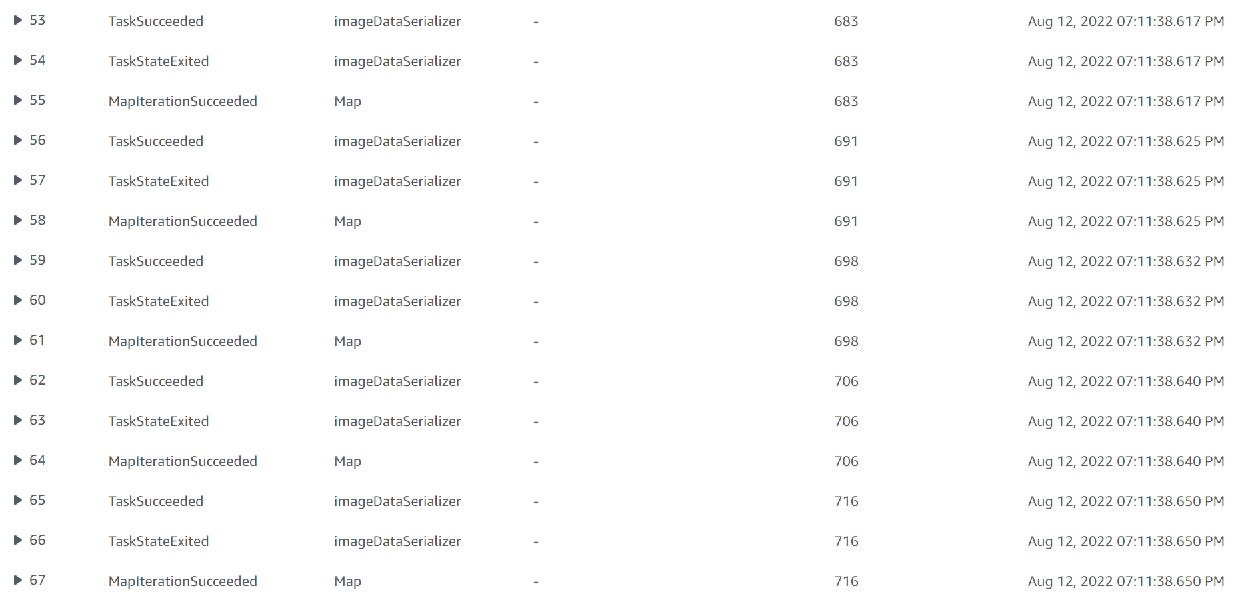 53 TaskSucceeded imageDataSerializer - 683 Aug 12, 2022 07:11:38.617 PM
54 TaskStateExited imageDataSerializer - 683 Aug 12, 2022 07:11:38.617 PM
55 MapIterationSucceeded Map - 683 Aug 12, 2022 07:11:38.617 PM
56 TaskSucceeded imageDataSerializer - 691 Aug 12, 2022 07:11:38.625 PM
57 TaskStateExited imageDataSerializer - 691 Aug 12, 2022 07:11:38.625 PM
58 MapIterationSucceeded Map - 691 Aug 12, 2022 07:11:38.625 PM
59 TaskSucceeded imageDataSerializer - 698 Aug 12, 2022 07:11:38.632 PM
60 TaskStateExited imageDataSerializer - 698 Aug 12, 2022 07:11:38.632 PM
61 MapIterationSucceeded Map - 698 Aug 12, 2022 07:11:38.632 PM
62 TaskSucceeded imageDataSerializer - 706 Aug 12, 2022 07:11:38.640 PM
63 TaskStateExited imageDataSerializer - 706 Aug 12, 2022 07:11:38.640 PM
64 MapIterationSucceeded Map - 706 Aug 12, 2022 07:11:38.640 PM
65 TaskSucceeded imageDataSerializer - 716 Aug 12, 2022 07:11:38.650 PM
66 TaskStateExited imageDataSerializer - 716 Aug 12, 2022 07:11:38.650 PM
67 MapIterationSucceeded Map - 716 Aug 12, 2022 07:11:38.650 PM